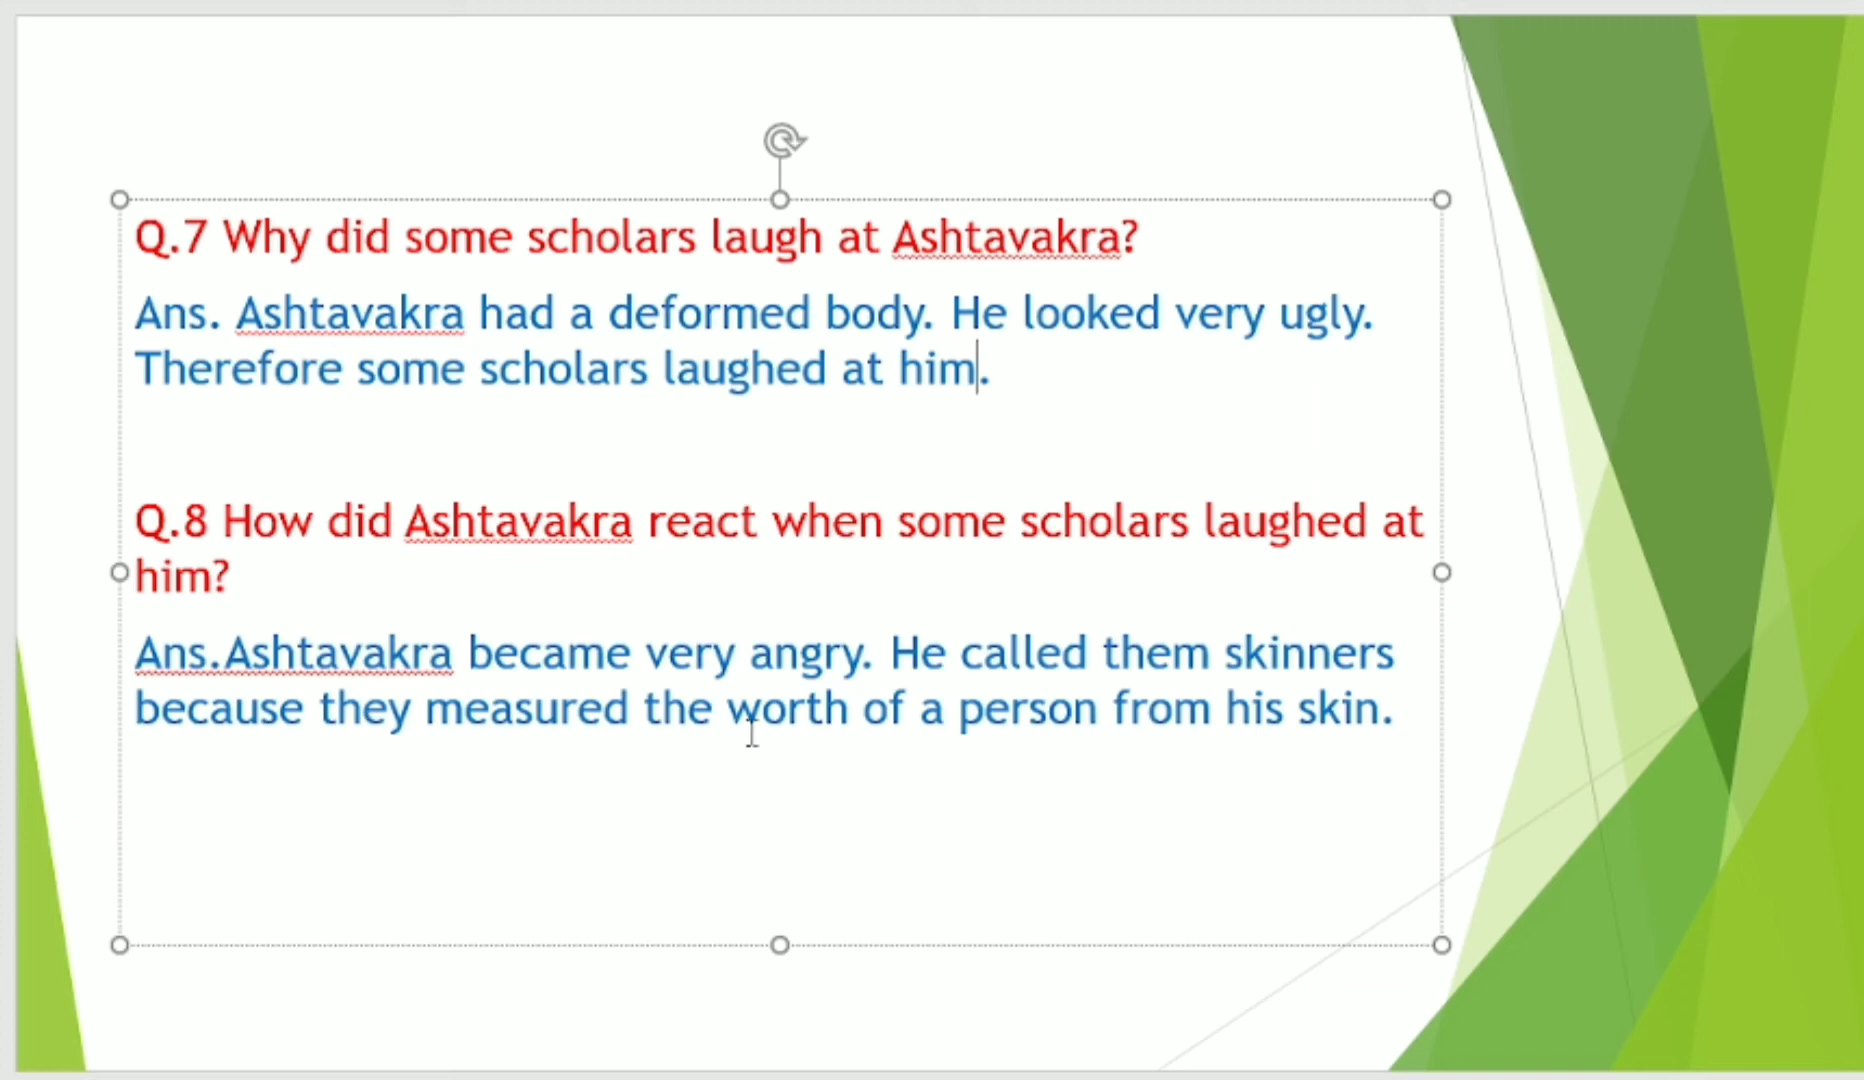 Q.7 Why did some scholars laugh at Ashtavakra?
Ans. Ashtavakra had a deformed body. He looked very ugly.
Therefore some scholars laughed at him.
Q.8 How did Ashtavakra react when some scholars laughed at
him?
Ans.Ashtavakra became very angry. He called them skinners
because they measured the worth of a person from his skin.